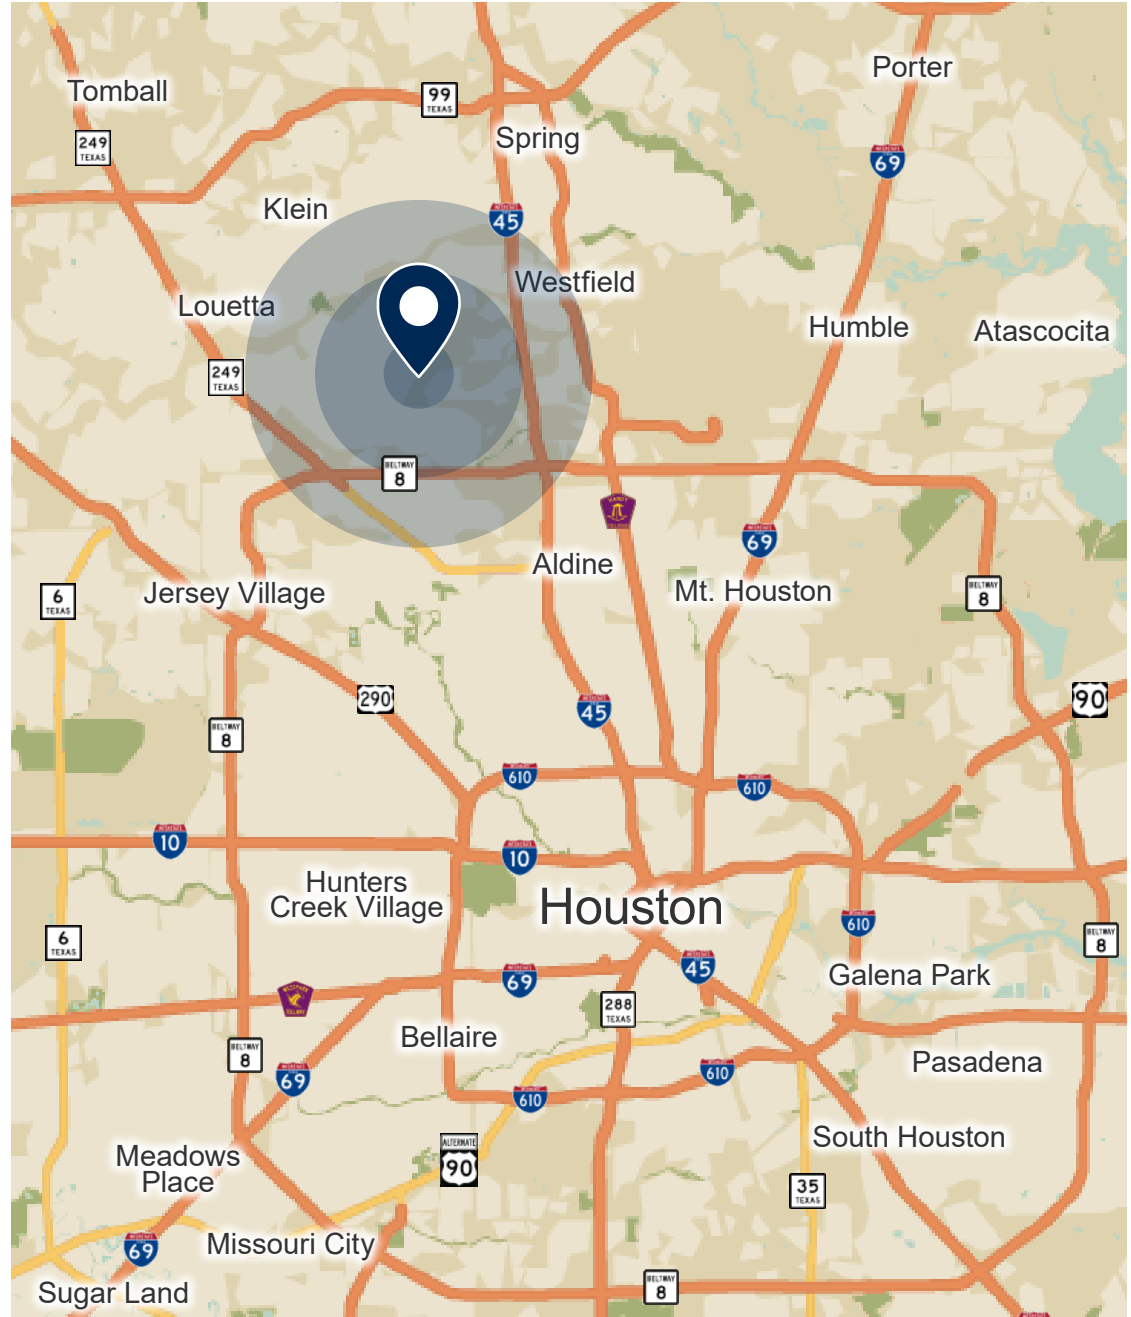 Porter
Tomball
99
TEXAS
Spring
249
TEXAS
69
Klein
45
Westfield
Louetta
Humble
Atascocita
249
TEXAS
BELTWAY
8
HARDY
69
Aldine
Mt. Houston
Jersey Village
BELTWAY
8
6
TEXAS
290
90
45
BELTWAY
8
610
610
10
10
Hunters
Creek Village
Houston
610
6
TEXAS
BELTWAY
8
45
Galena Park
69
WESTPARK
TOLLWAY
288
TEXAS
Bellaire
BELTWAY
8
Pasadena
69
610
610
South Houston
ALTERNATE
90
Meadows
Place
35
TEXAS
Missouri City
69
Sugar Land
BELTWAY
8